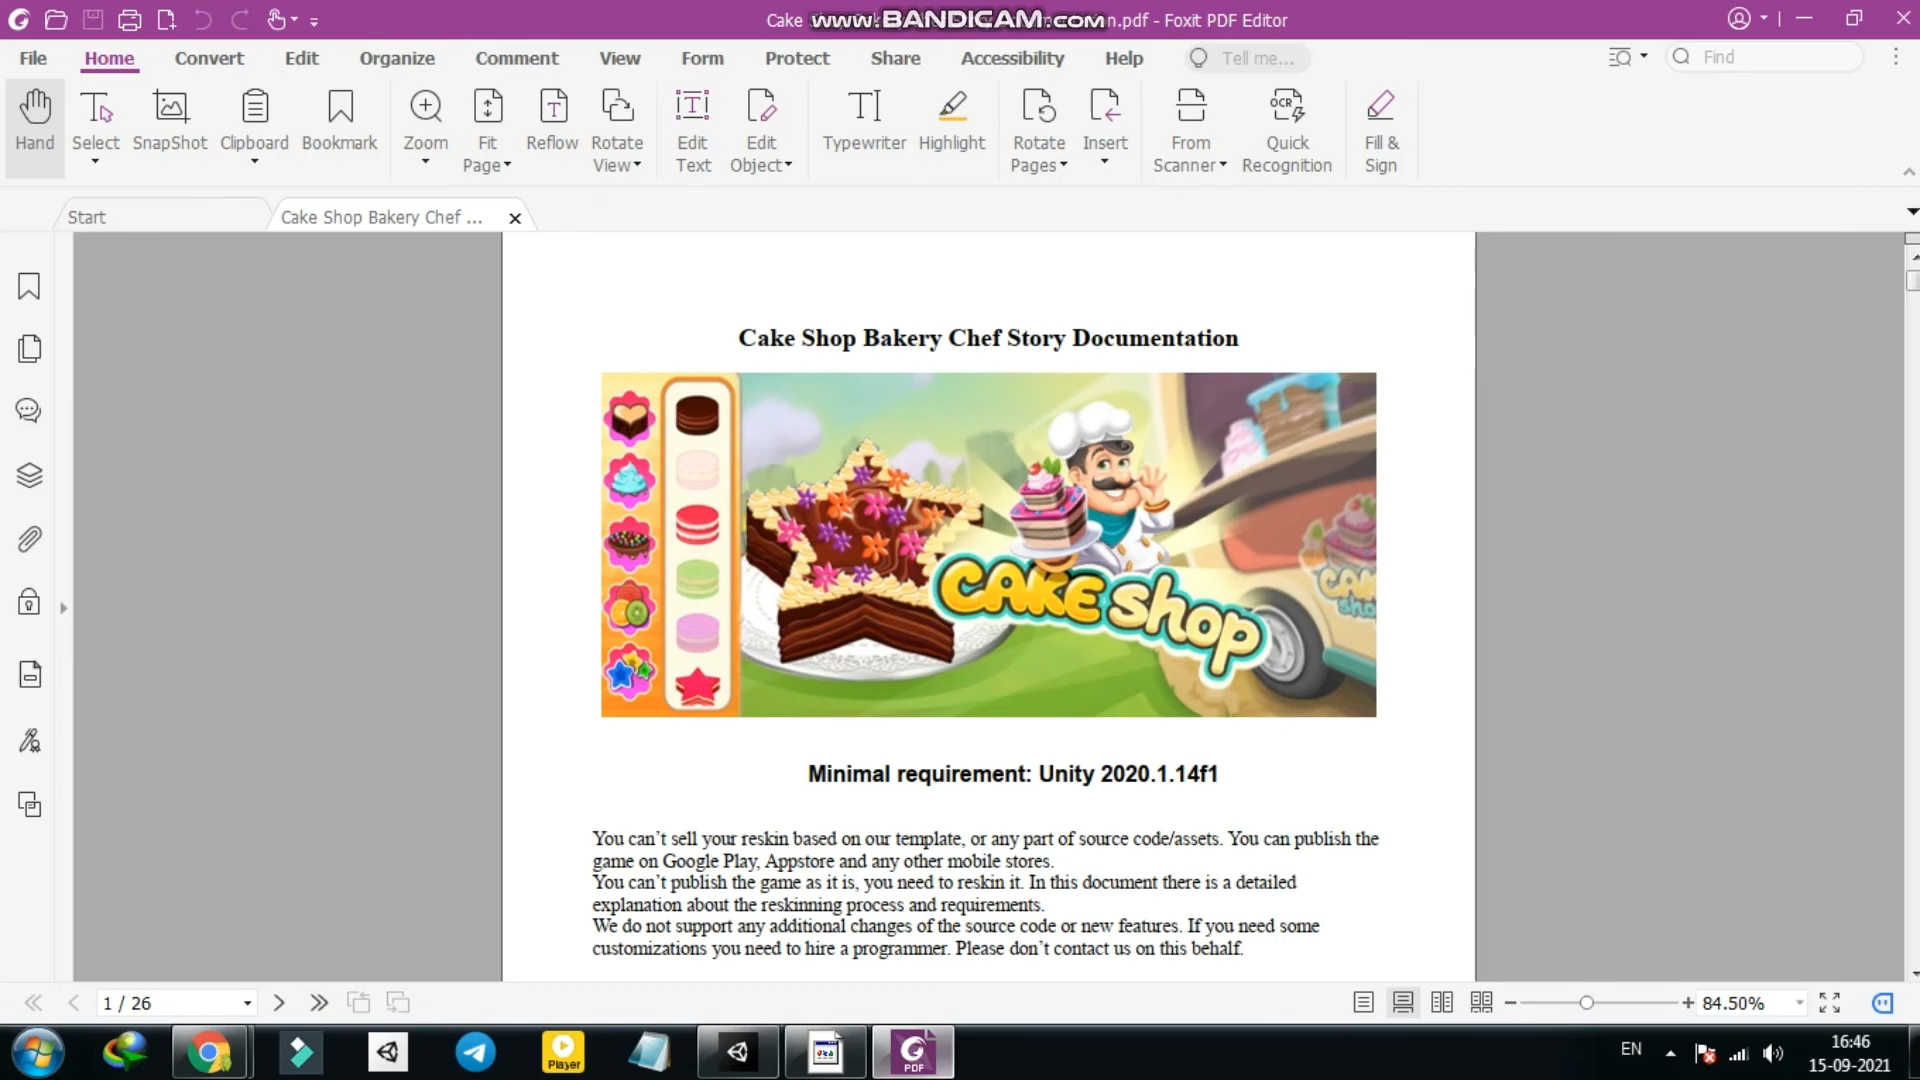 Cake
WWW.BANDICAM.COM
n.pdf - Foxit PDF Editor
File
Home
Convert
Edit
Organize
Comment
View
Form
Protect
Share
Accessibility
Help
Tell me...
Find
Hand
Select
SnapShot
Clipboard
Bookmark
Zoom
Fit
Page
Reflow
Rotate
View
Edit
Text
Edit
Object
Typewriter
Highlight
Rotate
Pages
Insert
From
Scanner
OCR
Quick
Recognition
Fill &
Sign
Start
Cake Shop Bakery Chef ...
Cake Shop Bakery Chef Story Documentation
CAKE
Shop
Minimal requirement: Unity 2020.1.14f1
You can't sell your reskin based on our template, or any part of source code/assets. You can publish the
game on Google Play, Appstore and any other mobile stores.
You can't publish the game as it is, you need to reskin it. In this document there is a detailed
explanation about the reskinning process and requirements.
We do not support any additional changes of the source code or new features. If you need some
customizations you need to hire a programmer. Please don't contact us on this behalf.
1 / 26
84.50%
Player
PDF
EN
16:46
15-09-2021